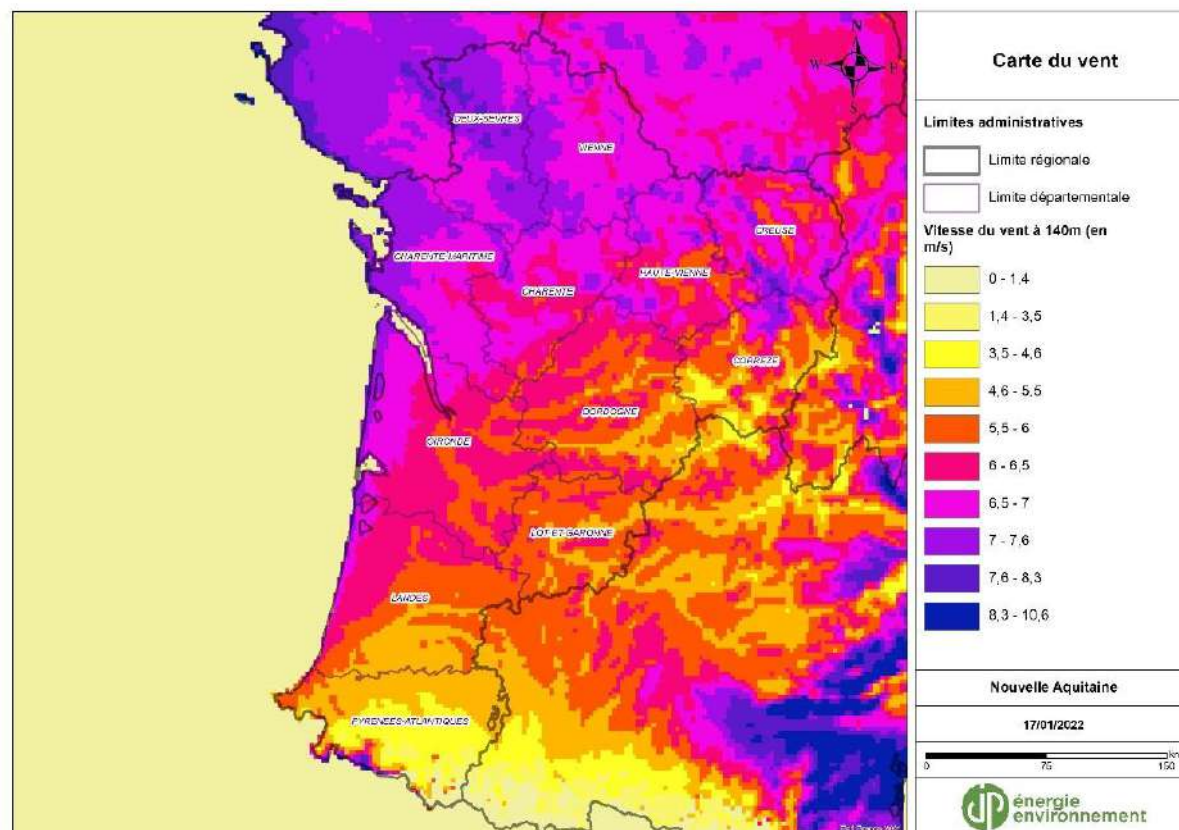 N
W
E
S
DEUX-SEVRES
VIENNE
CREUSE
CHARENTE-MARITIME
HAUTE-VIENNE
CHARENTE
CORREZE
DORDOGNE
GIRONDE
LOT-ET-GARONNE
LANDES
PYRENEES-ATLANTIQUES
Carte du vent
Limites administratives
Limite régionale
Limite départementale
Vitesse du vent à 140m (en
m/s)
0 - 1,4
1,4 - 3,5
3,5 - 4,6
4,6 - 5,5
5,5 - 6
6 - 6,5
6,5 - 7
7 - 7,6
7,6 - 8,3
8,3 - 10,6
Nouvelle Aquitaine
17/01/2022
km
0 75 150
jp énergie
environnement